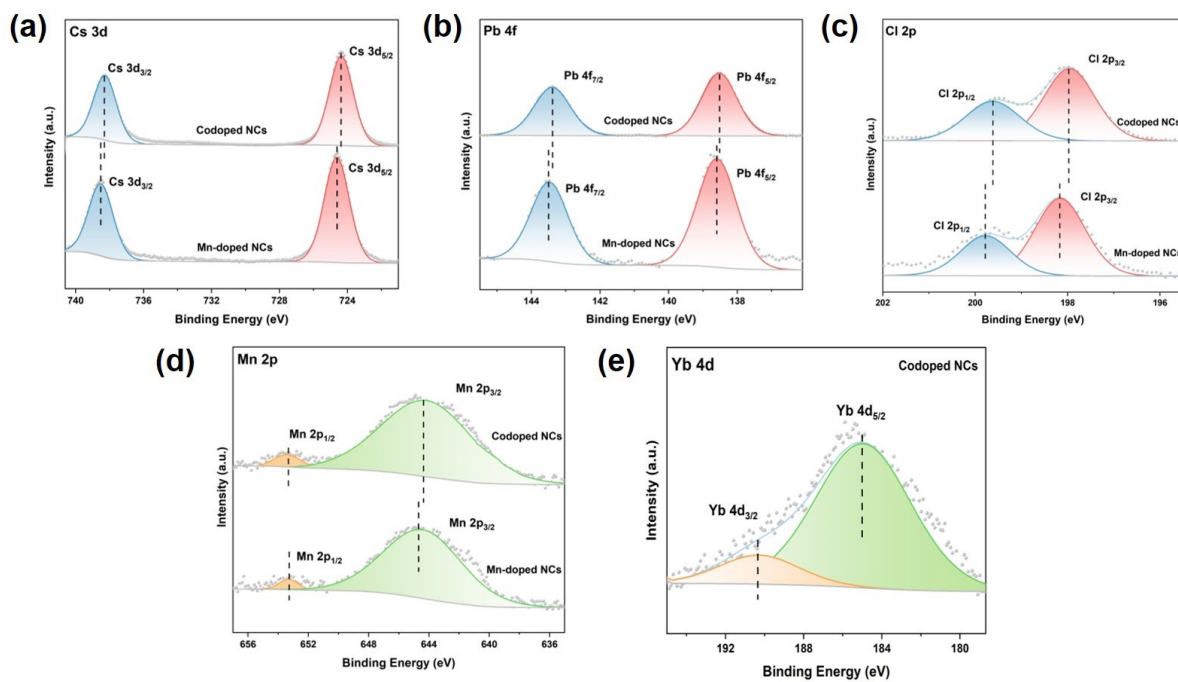 (a)
Cs 3d
Cs 3d3/2
Cs 3d5/2
Codoped NCs
Cs 3d3/2
Cs 3d5/2
Mn-doped NCs
Intensity (a.u.)
740 736 732 728 724
Binding Energy (eV)
(b)
Pb 4f
Pb 4f7/2
Pb 4f5/2
Codoped NCs
Pb 4f7/2
Pb 4f5/2
Mn-doped NCs
Intensity (a.u.)
144 142 140 138
Binding Energy (eV)
(c)
Cl 2p
Cl 2p3/2
Cl 2p1/2
Codoped NCs
Cl 2p3/2
Cl 2p1/2
Mn-doped NCs
Intensity (a.u.)
202 200 198 196
Binding Energy (eV)
(d)
Mn 2p
Mn 2p3/2
Mn 2p1/2
Codoped NCs
Mn 2p3/2
Mn 2p1/2
Mn-doped NCs
Intensity (a.u.)
656 652 648 644 640 636
Binding Energy (eV)
(e)
Yb 4d
Codoped NCs
Yb 4d5/2
Yb 4d3/2
Intensity (a.u.)
192 188 184 180
Binding Energy (eV)